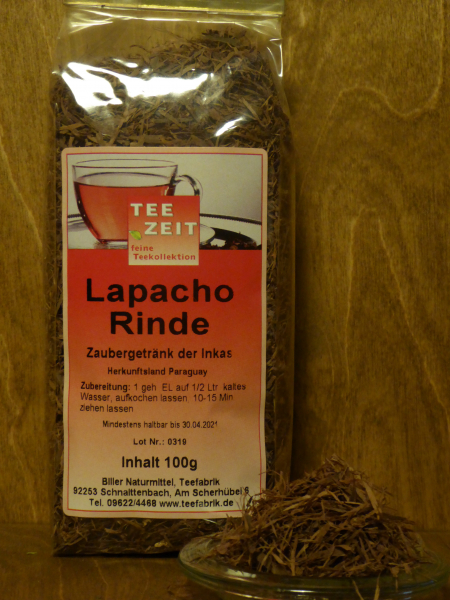 TEE
ZEIT
feine
Teekollektion
Lapacho
Rinde
Zaubergetränk der Inkas
Herkunftsland Paraguay
Zubereitung: 1 geh. EL auf 1/2 Ltr. kaltes
Wasser, aufkochen lassen. 10-15 Min
ziehen lassen
Mindestens haltbar bis 30.04.2021
Lot Nr.: 0319
Inhalt 100g
Biller Naturmittel, Teefabrik
92253 Schnaittenbach, Am Scherhübel 8
Tel. 09622/4468 www.teefabrik.de